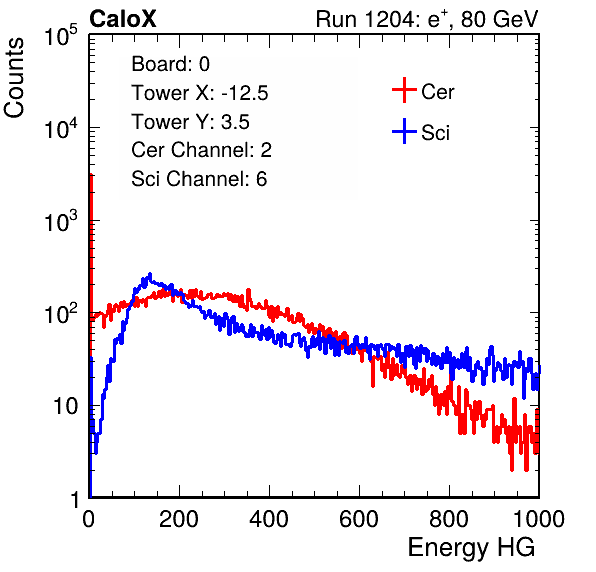 CaloX Run 1204: e+, 80 GeV
Board: 0
Tower X: -12.5
Tower Y: 3.5
Cer Channel: 2
Sci Channel: 6
Cer
Sci
Counts
10^5
10^4
10^3
10^2
10
1
0 200 400 600 800 1000
Energy HG